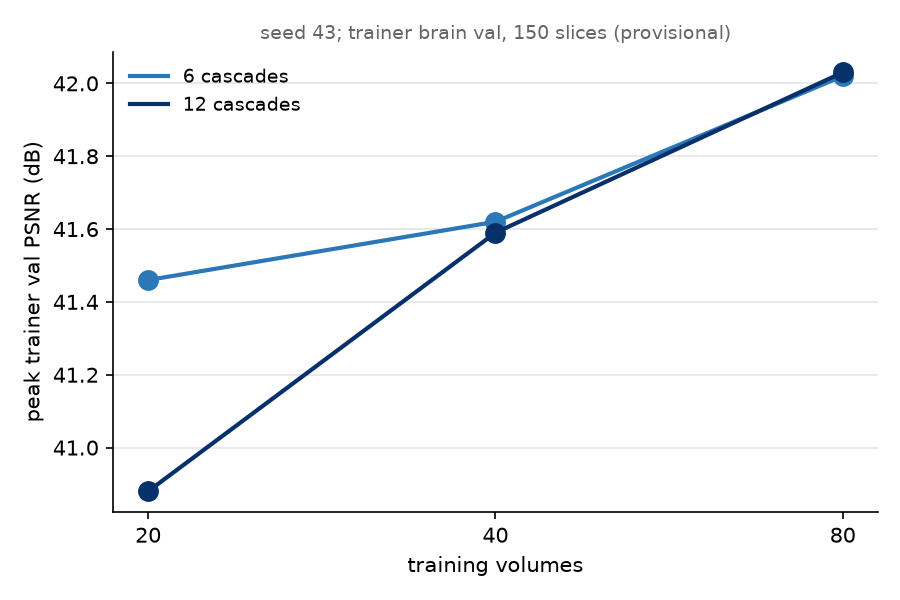 seed 43; trainer brain val, 150 slices (provisional)
6 cascades
12 cascades
peak trainer val PSNR (dB)
42.0
41.8
41.6
41.4
41.2
41.0
20
40
80
training volumes